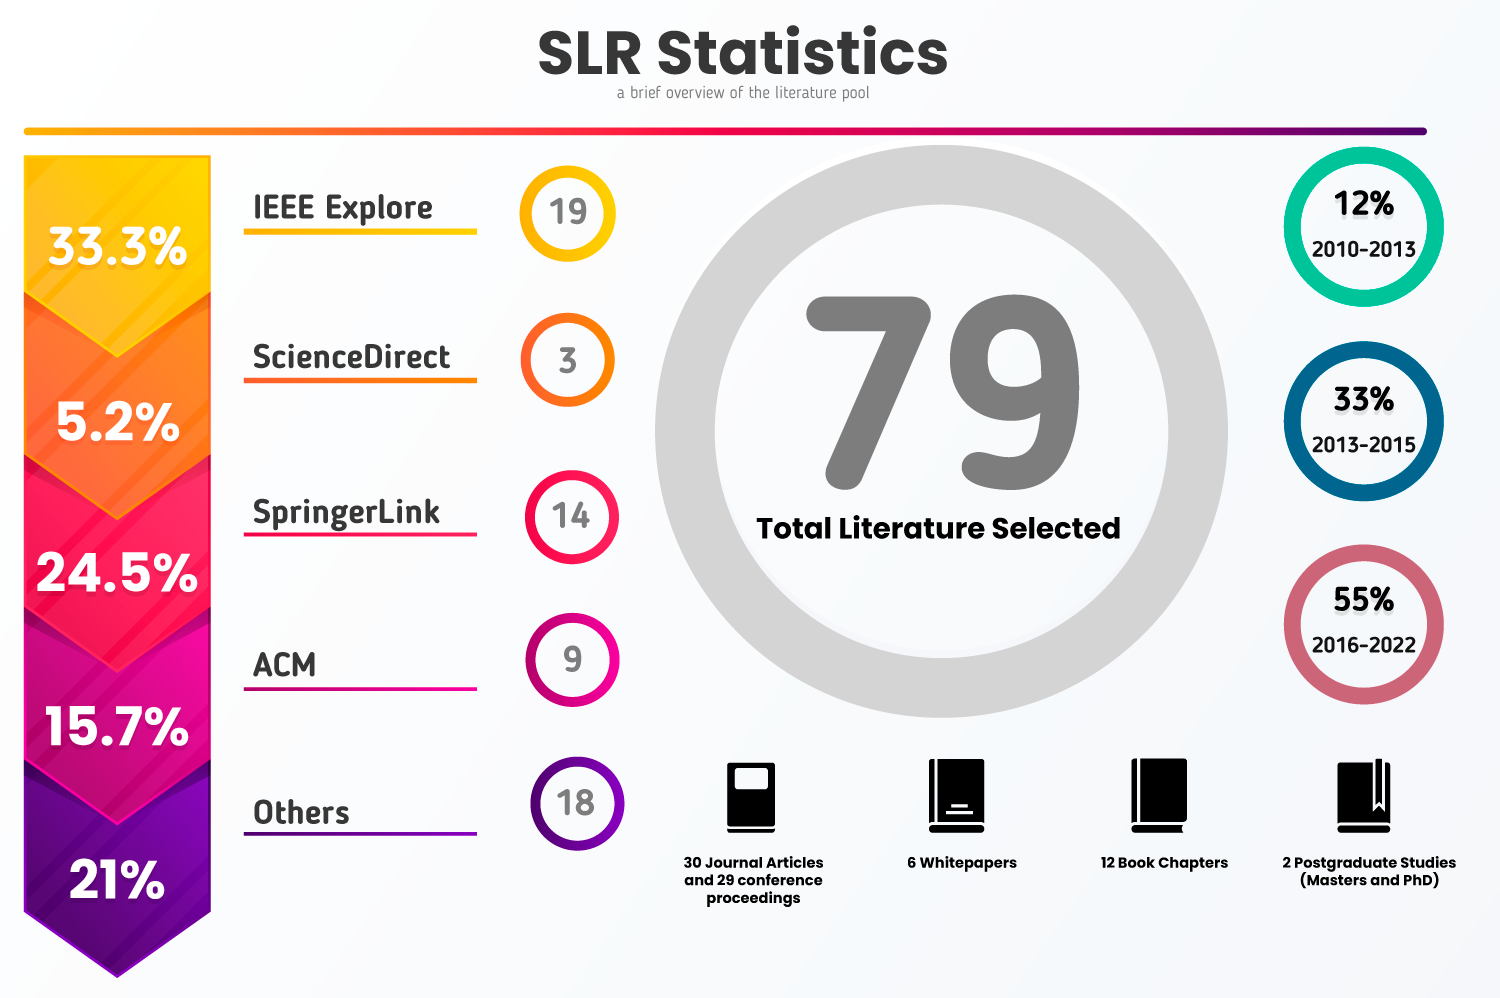 SLR Statistics
a brief overview of the literature pool
33.3%
IEEE Explore
19
5.2%
ScienceDirect
3
24.5%
SpringerLink
14
15.7%
ACM
9
21%
Others
18
79
Total Literature Selected
12%
2010-2013
33%
2013-2015
55%
2016-2022
30 Journal Articles
and 29 conference
proceedings
6 Whitepapers
12 Book Chapters
2 Postgraduate Studies
(Masters and PhD)